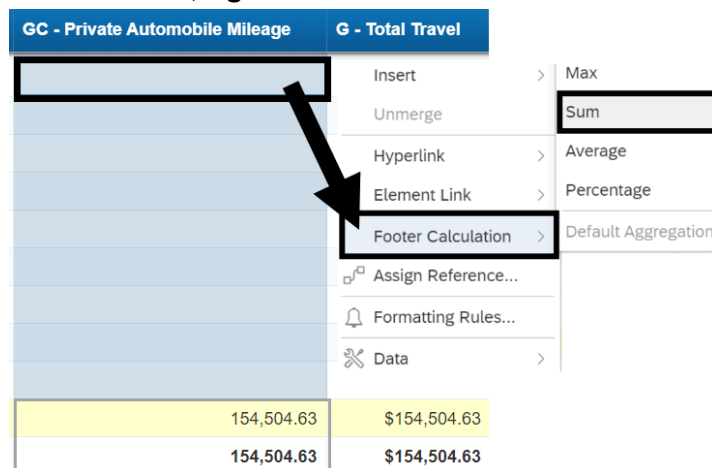 GC - Private Automobile Mileage G - Total Travel
Insert > Max
Unmerge Sum
Hyperlink > Average
Element Link > Percentage
Footer Calculation > Default Aggregation
Assign Reference...
Formatting Rules...
Data >
154,504.63 $154,504.63
154,504.63 $154,504.63